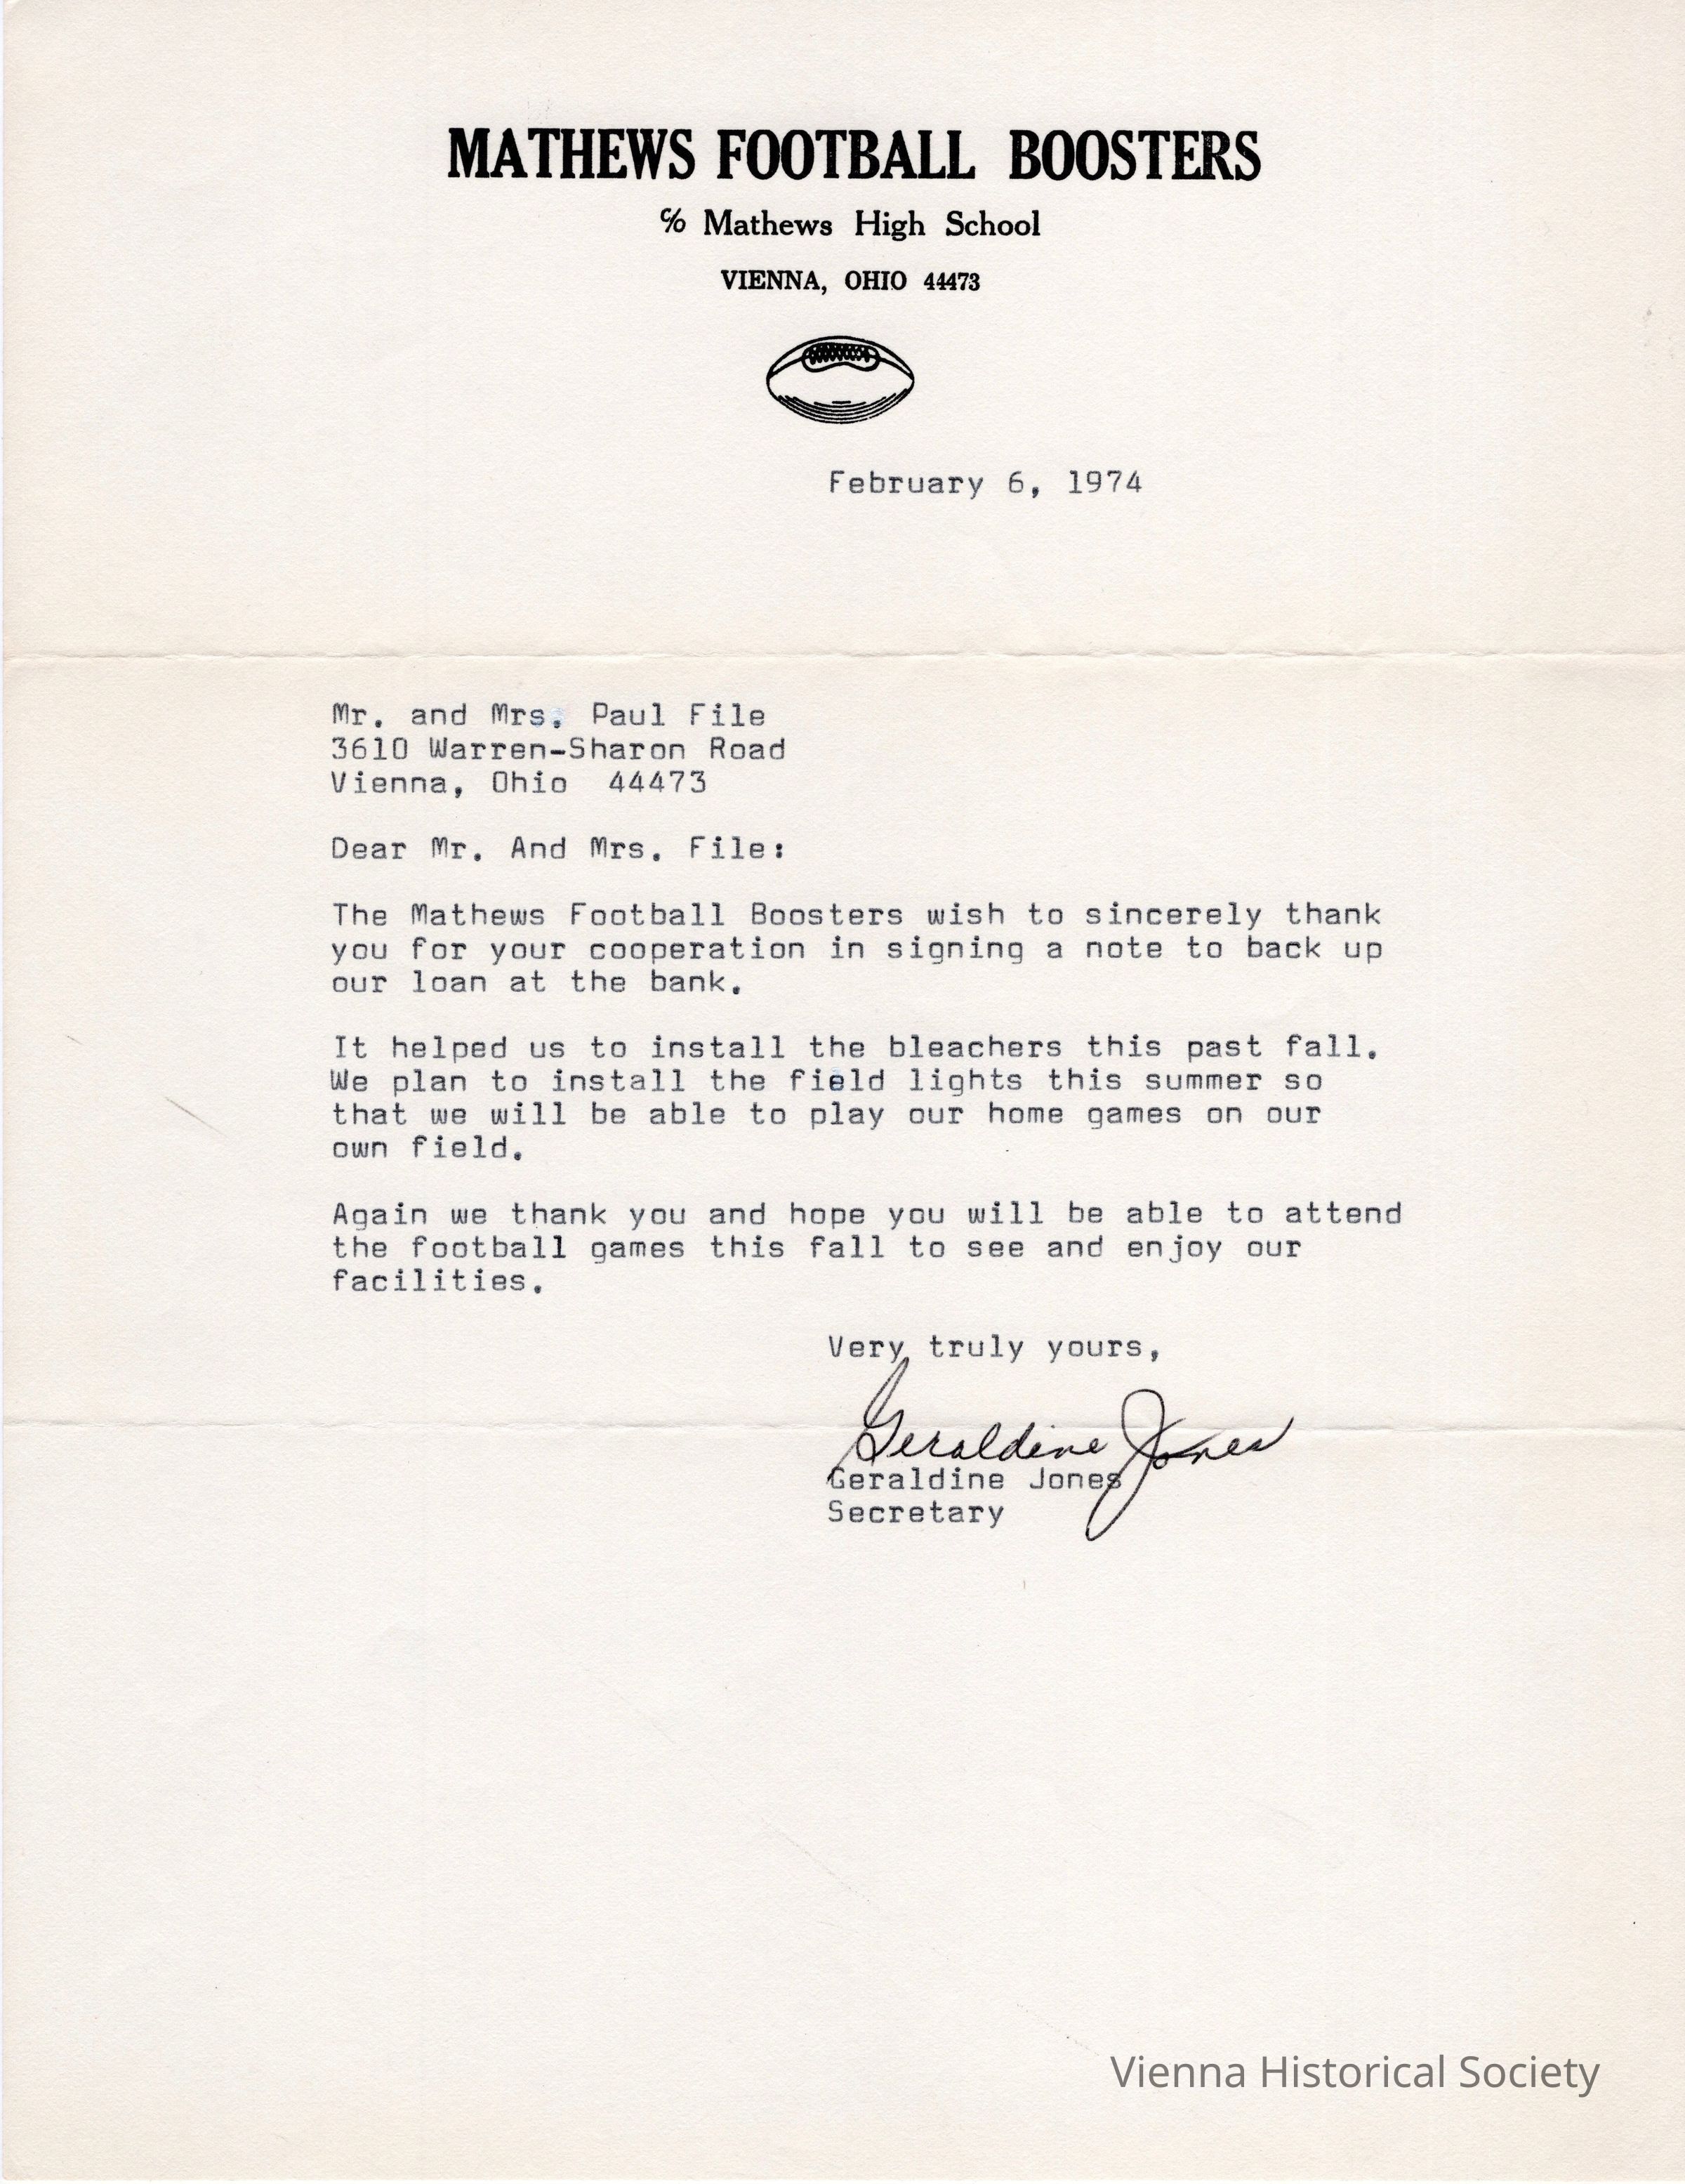 MATHEWS FOOTBALL BOOSTERS
℅ Mathews High School
VIENNA, OHIO 44473
February 6, 1974
Mr. and Mrs. Paul File
3610 Warren-Sharon Road
Vienna, Ohio 44473
Dear Mr. And Mrs. File:
The Mathews Football Boosters wish to sincerely thank
you for your cooperation in signing a note to back up
our loan at the bank.
It helped us to install the bleachers this past fall.
We plan to install the field lights this summer so
that we will be able to play our home games on our
own field.
Again we thank you and hope you will be able to attend
the football games this fall to see and enjoy our
facilities.
Very truly yours,
Geraldine Jones
Geraldine Jones
Secretary
Vienna Historical Society